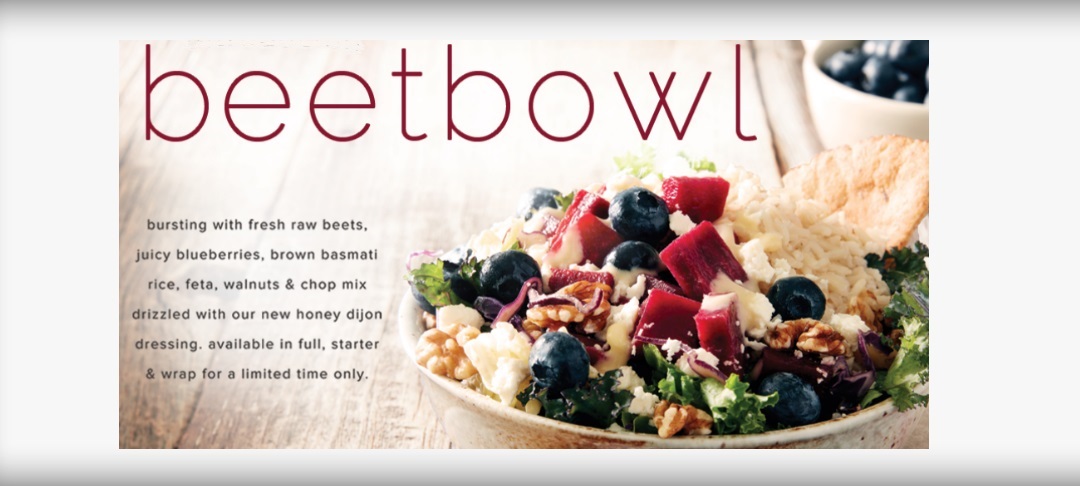 beetbowl
bursting with fresh raw beets,
juicy blueberries, brown basmati
rice, feta, walnuts & chop mix
drizzled with our new honey dijon
dressing. available in full, starter
& wrap for a limited time only.